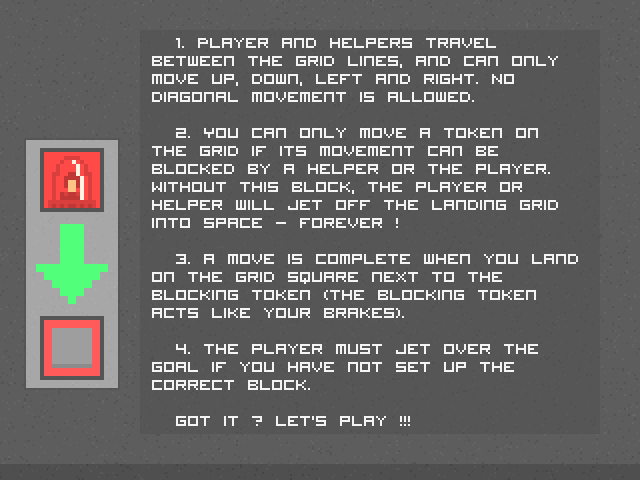 1. PLAYER AND HELPERS TRAVEL
BETWEEN THE GRID LINES, AND CAN ONLY
MOVE UP, DOWN, LEFT AND RIGHT. NO
DIAGONAL MOVEMENT IS ALLOWED.
2. YOU CAN ONLY MOVE A TOKEN ON
THE GRID IF ITS MOVEMENT CAN BE
BLOCKED BY A HELPER OR THE PLAYER.
WITHOUT THIS BLOCK, THE PLAYER OR
HELPER WILL JET OFF THE LANDING GRID
INTO SPACE - FOREVER !
3. A MOVE IS COMPLETE WHEN YOU LAND
ON THE GRID SQUARE NEXT TO THE
BLOCKING TOKEN (THE BLOCKING TOKEN
ACTS LIKE YOUR BRAKES).
4. THE PLAYER MUST JET OVER THE
GOAL IF YOU HAVE NOT SET UP THE
CORRECT BLOCK.
GOT IT ? LET'S PLAY !!!